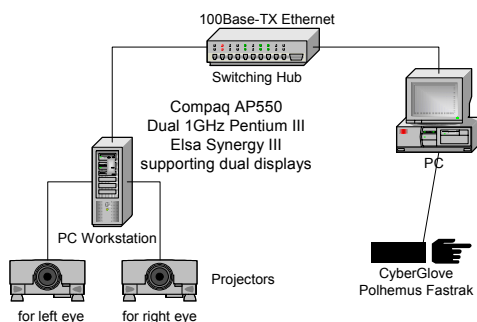 100Base-TX Ethernet
Switching Hub
Compaq AP550
Dual 1GHz Pentium III
Elsa Synergy III
supporting dual displays
PC
PC Workstation
CyberGlove
Polhemus Fastrak
Projectors
for left eye
for right eye